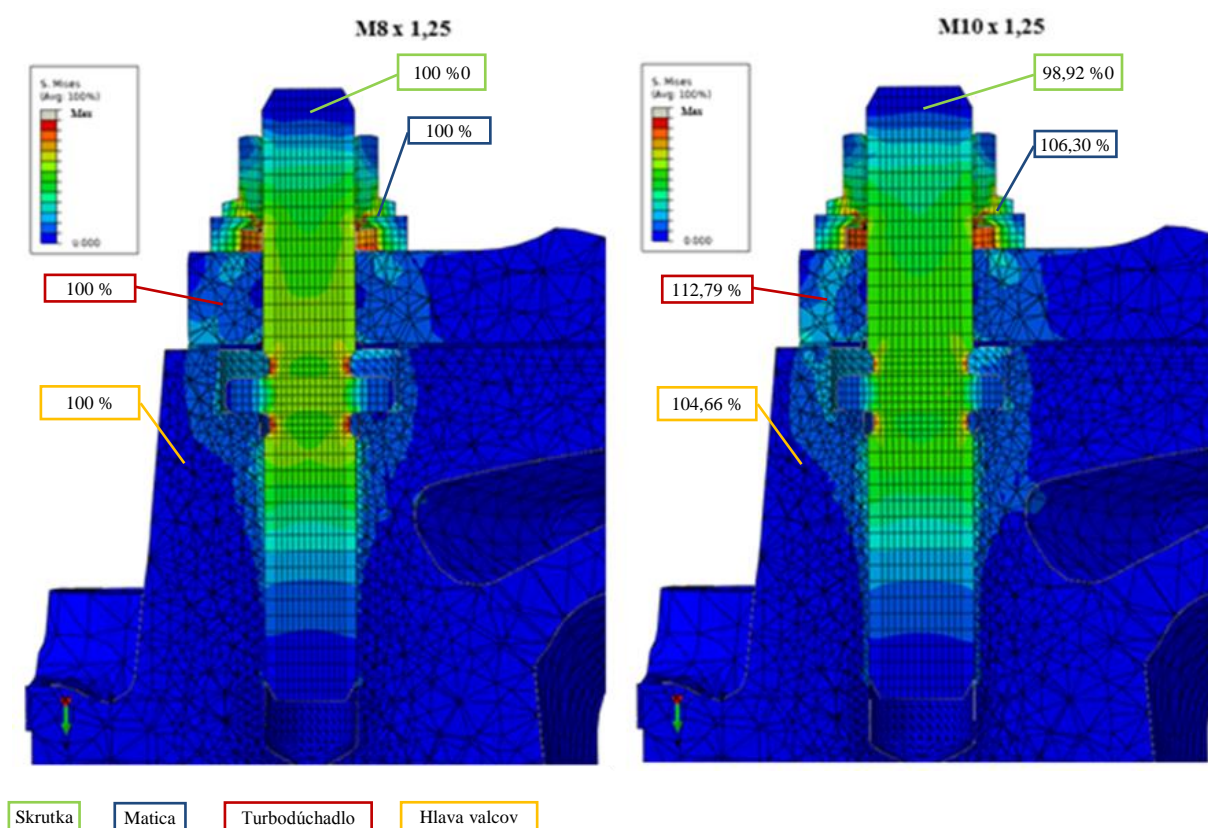 M8 x 1,25
100 %0
S, Mises
(Avg: 100%)
Max
0.000
100 %
100 %
100 %
M10 x 1,25
98,92 %0
S, Mises
(Avg: 100%)
Max
0.000
106,30 %
112,79 %
104,66 %
Skrutka
Matica
Turbodúchadlo
Hlava valcov